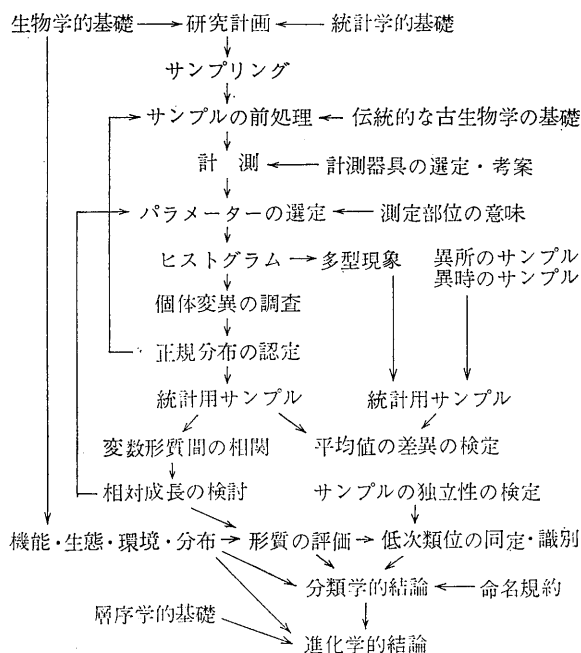 生物学的基礎 研究計画 統計学的基礎
サンプリング
サンプルの前処理 伝統的な古生物学の基礎
計 測 計測器具の選定・考案
パラメーターの選定 測定部位の意味
ヒストグラム 多型現象 異所のサンプル
異時のサンプル
個体変異の調査
正規分布の認定
統計用サンプル 統計用サンプル
変数形質間の相関 平均値の差異の検定
相対成長の検討 サンプルの独立性の検定
機能・生態・環境・分布 形質の評価 低次類位の同定・識別
分類学的結論 命名規約
層序学的基礎
進化学的結論